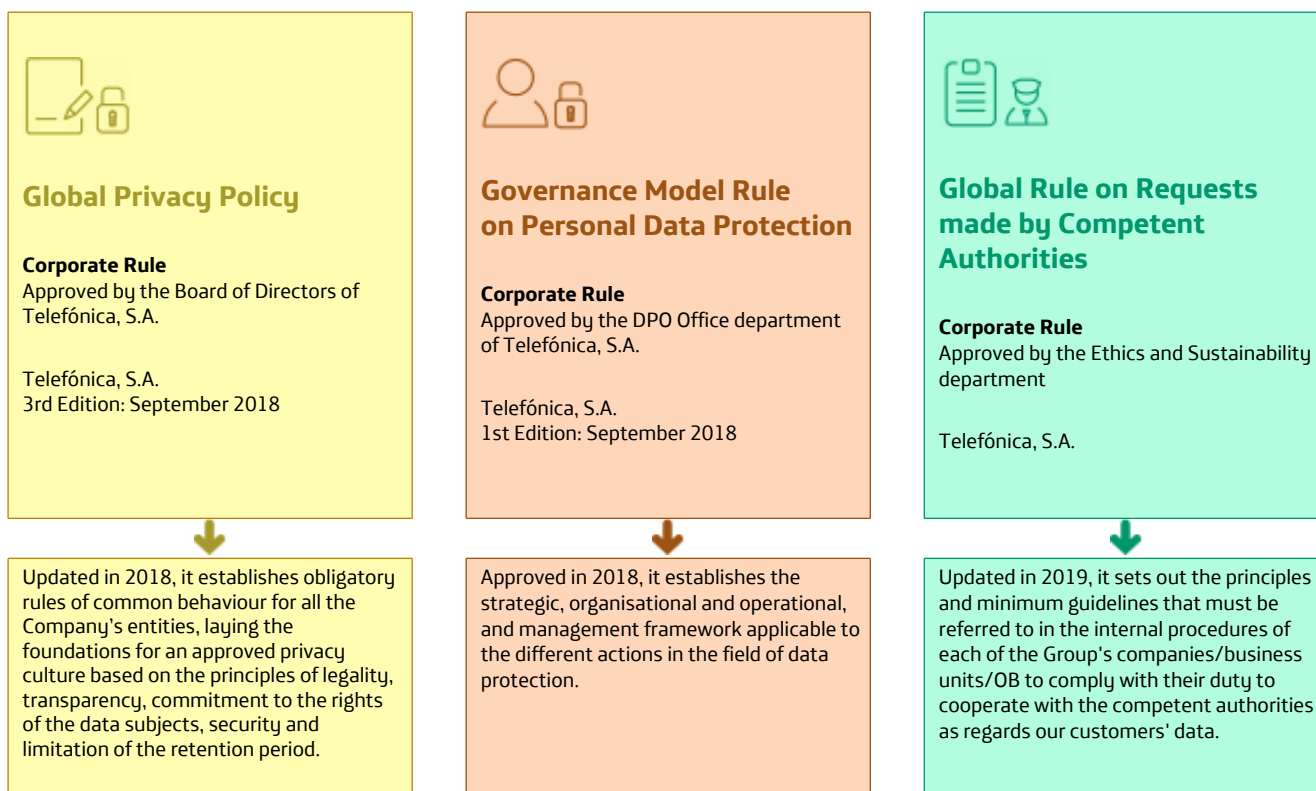 Global Privacy Policy
Corporate Rule
Approved by the Board of Directors of
Telefónica, S.A.
Telefónica, S.A.
3rd Edition: September 2018
Updated in 2018, it establishes obligatory
rules of common behaviour for all the
Company's entities, laying the
foundations for an approved privacy
culture based on the principles of legality,
transparency, commitment to the rights
of the data subjects, security and
limitation of the retention period.
Governance Model Rule
on Personal Data Protection
Corporate Rule
Approved by the DPO Office department
of Telefónica, S.A.
Telefónica, S.A.
1st Edition: September 2018
Approved in 2018, it establishes the
strategic, organisational and operational,
and management framework applicable to
the different actions in the field of data
protection.
Global Rule on Requests
made by Competent
Authorities
Corporate Rule
Approved by the Ethics and Sustainability
department
Telefónica, S.A.
Updated in 2019, it sets out the principles
and minimum guidelines that must be
referred to in the internal procedures of
each of the Group's companies/business
units/OB to comply with their duty to
cooperate with the competent authorities
as regards our customers' data.